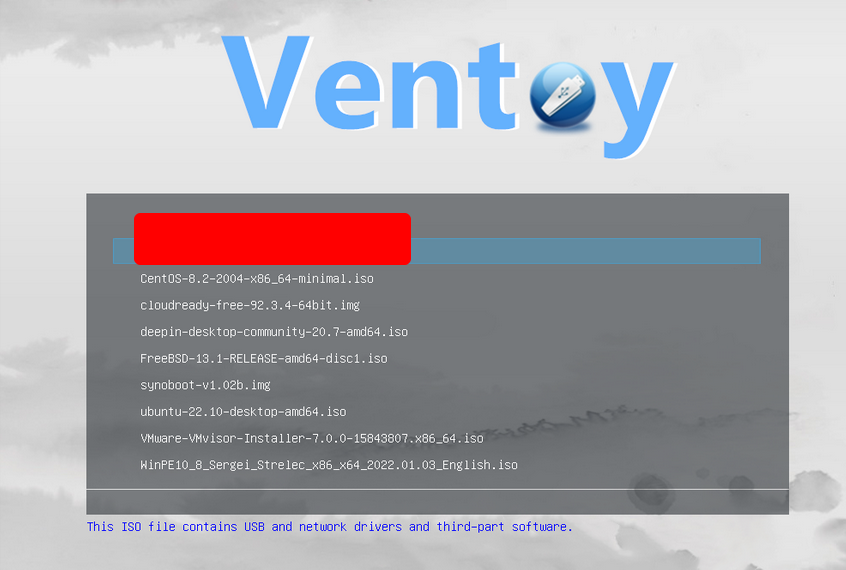 Ventoy
CentOS-8.2-2004-x86_64-minimal.iso
cloudready-free-92.3.4-64bit.img
deepin-desktop-community-20.7-amd64.iso
FreeBSD-13.1-RELEASE-amd64-disc1.iso
synoboot-v1.02b.img
ubuntu-22.10-desktop-amd64.iso
VMware-VMvisor-Installer-7.0.0-15843807.x86_64.iso
WinPE10_8_Sergei_Strelec_x86_x64_2022.01.03_English.iso
This ISO file contains USB and network drivers and third-part software.